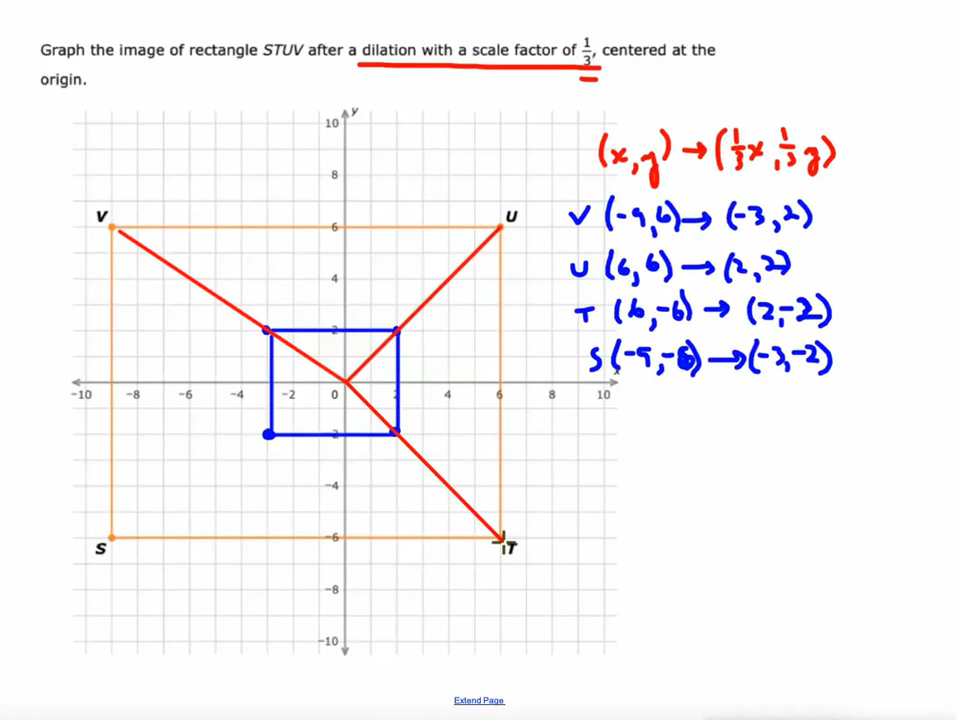 Graph the image of rectangle STUV after a dilation with a scale factor of 1/3, centered at the
origin.
y
10
(x,y) → (1/3x, 1/3y)
8
V
U
V (-9,6) → (-3,2)
6
U (6,6) → (2,2)
4
T (6,-6) → (2,-2)
2
S (-9,-6) → (-3,-2)
x
-10 -8 -6 -4 -2 0 2 4 6 8 10
-2
-4
-6
S
T
-8
-10
Extend Page